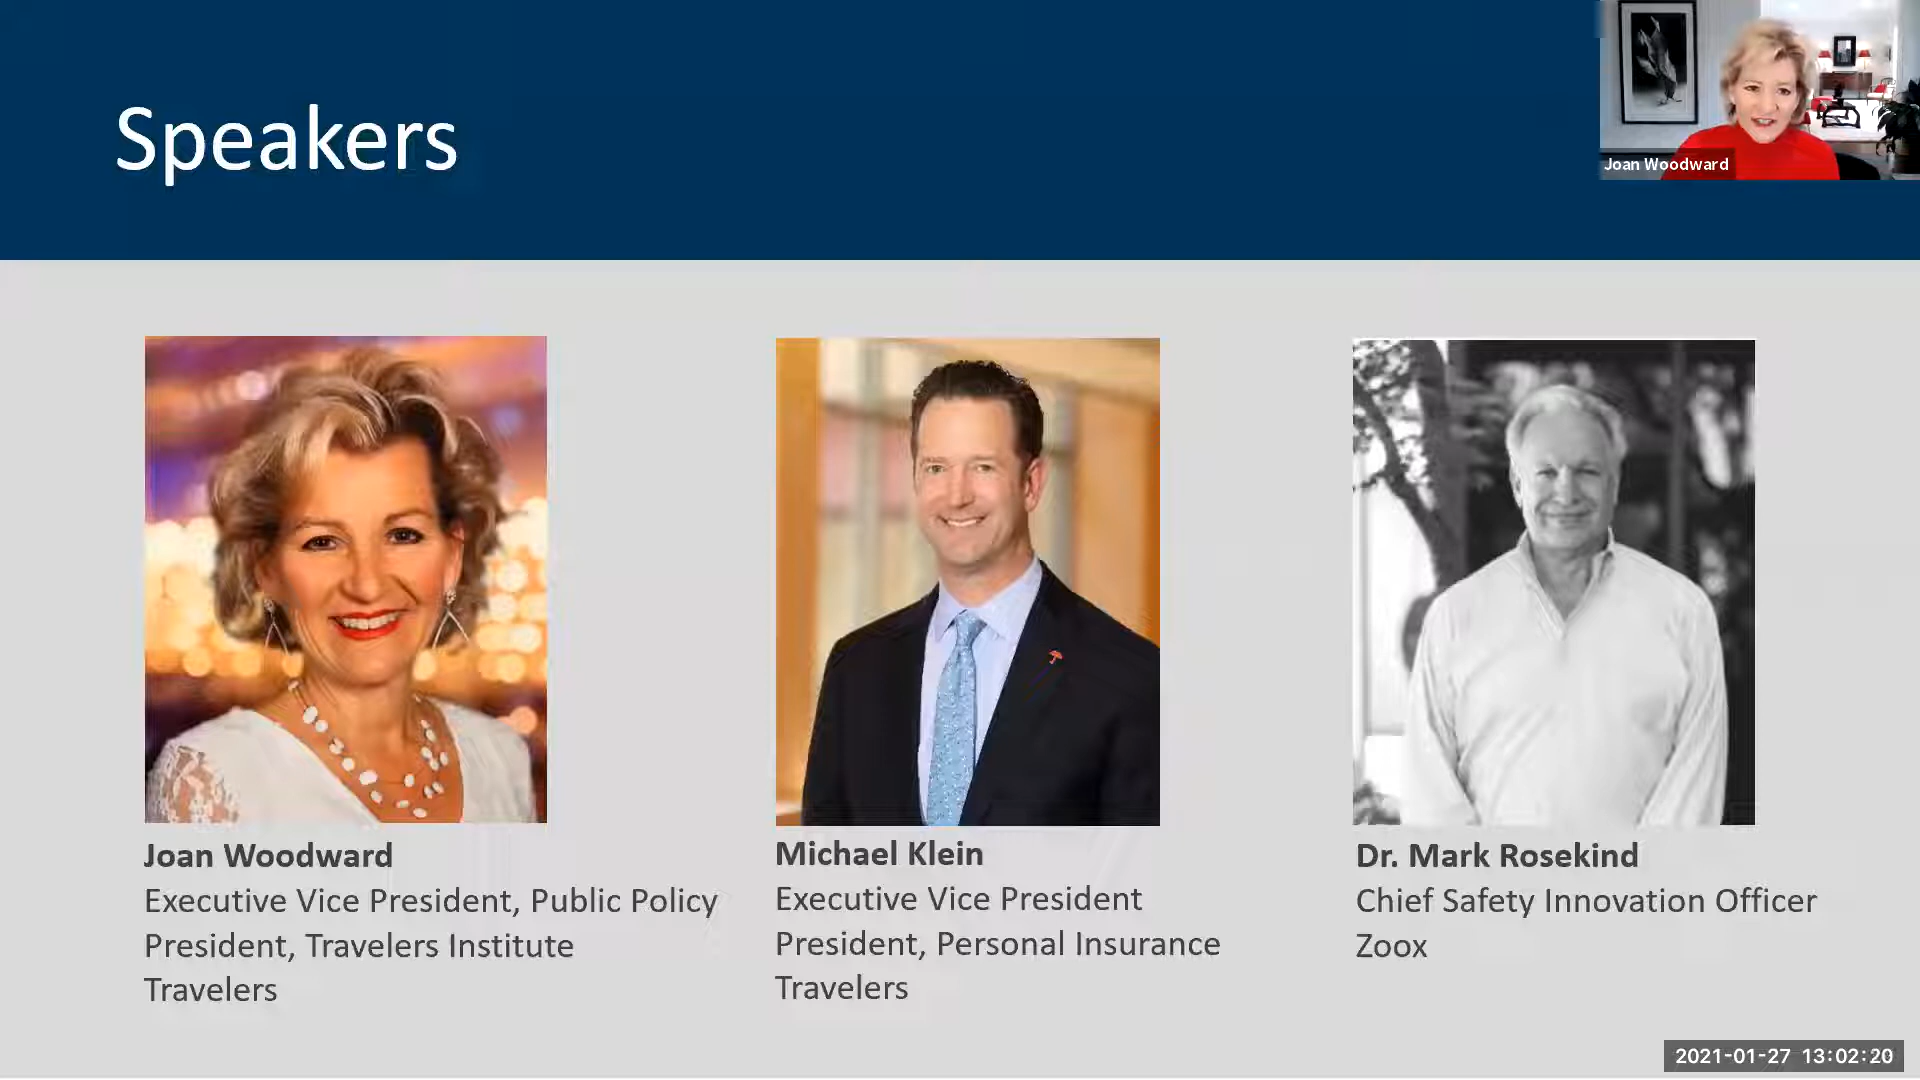 Speakers
Joan Woodward
Joan Woodward
Executive Vice President, Public Policy
President, Travelers Institute
Travelers
Michael Klein
Executive Vice President
President, Personal Insurance
Travelers
Dr. Mark Rosekind
Chief Safety Innovation Officer
Zoox
2021-01-27 13:02:20